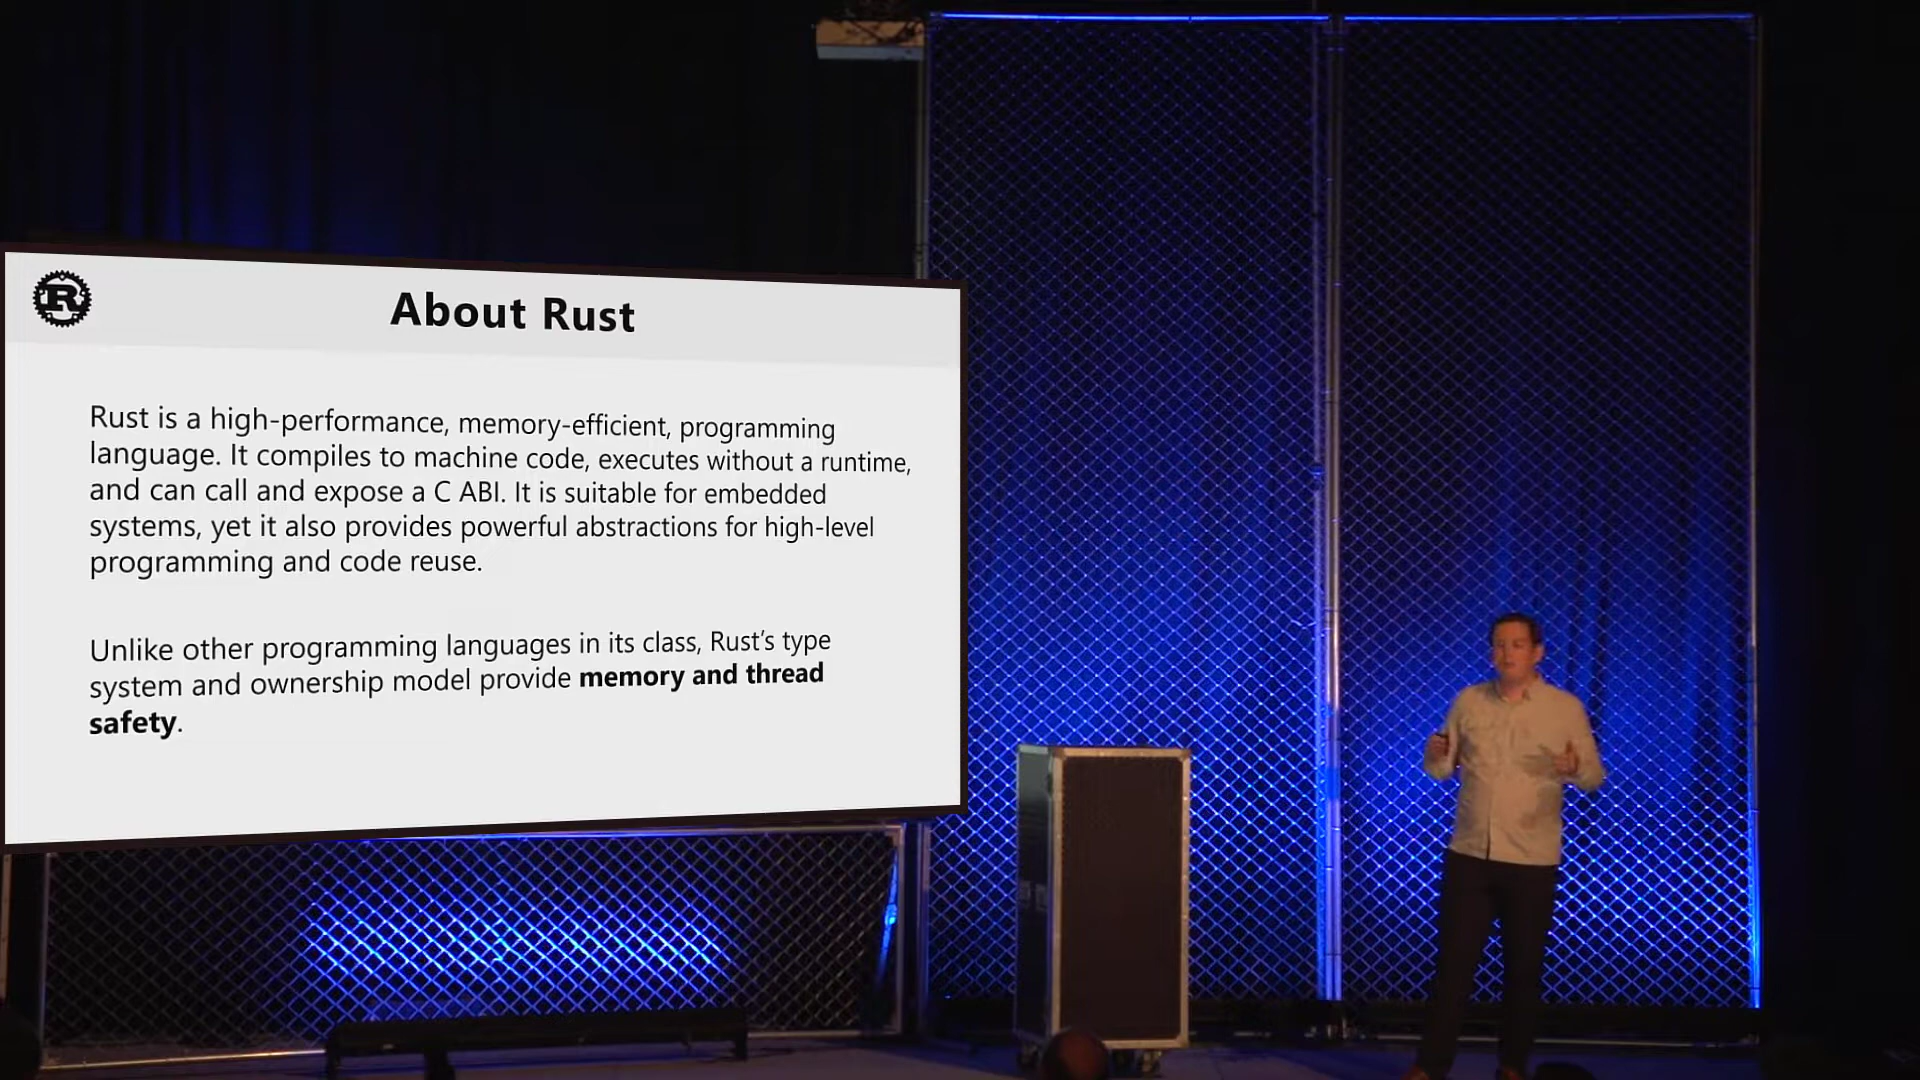 R
About Rust
Rust is a high-performance, memory-efficient, programming
language. It compiles to machine code, executes without a runtime,
and can call and expose a C ABI. It is suitable for embedded
systems, yet it also provides powerful abstractions for high-level
programming and code reuse.
Unlike other programming languages in its class, Rust’s type
system and ownership model provide memory and thread
safety.